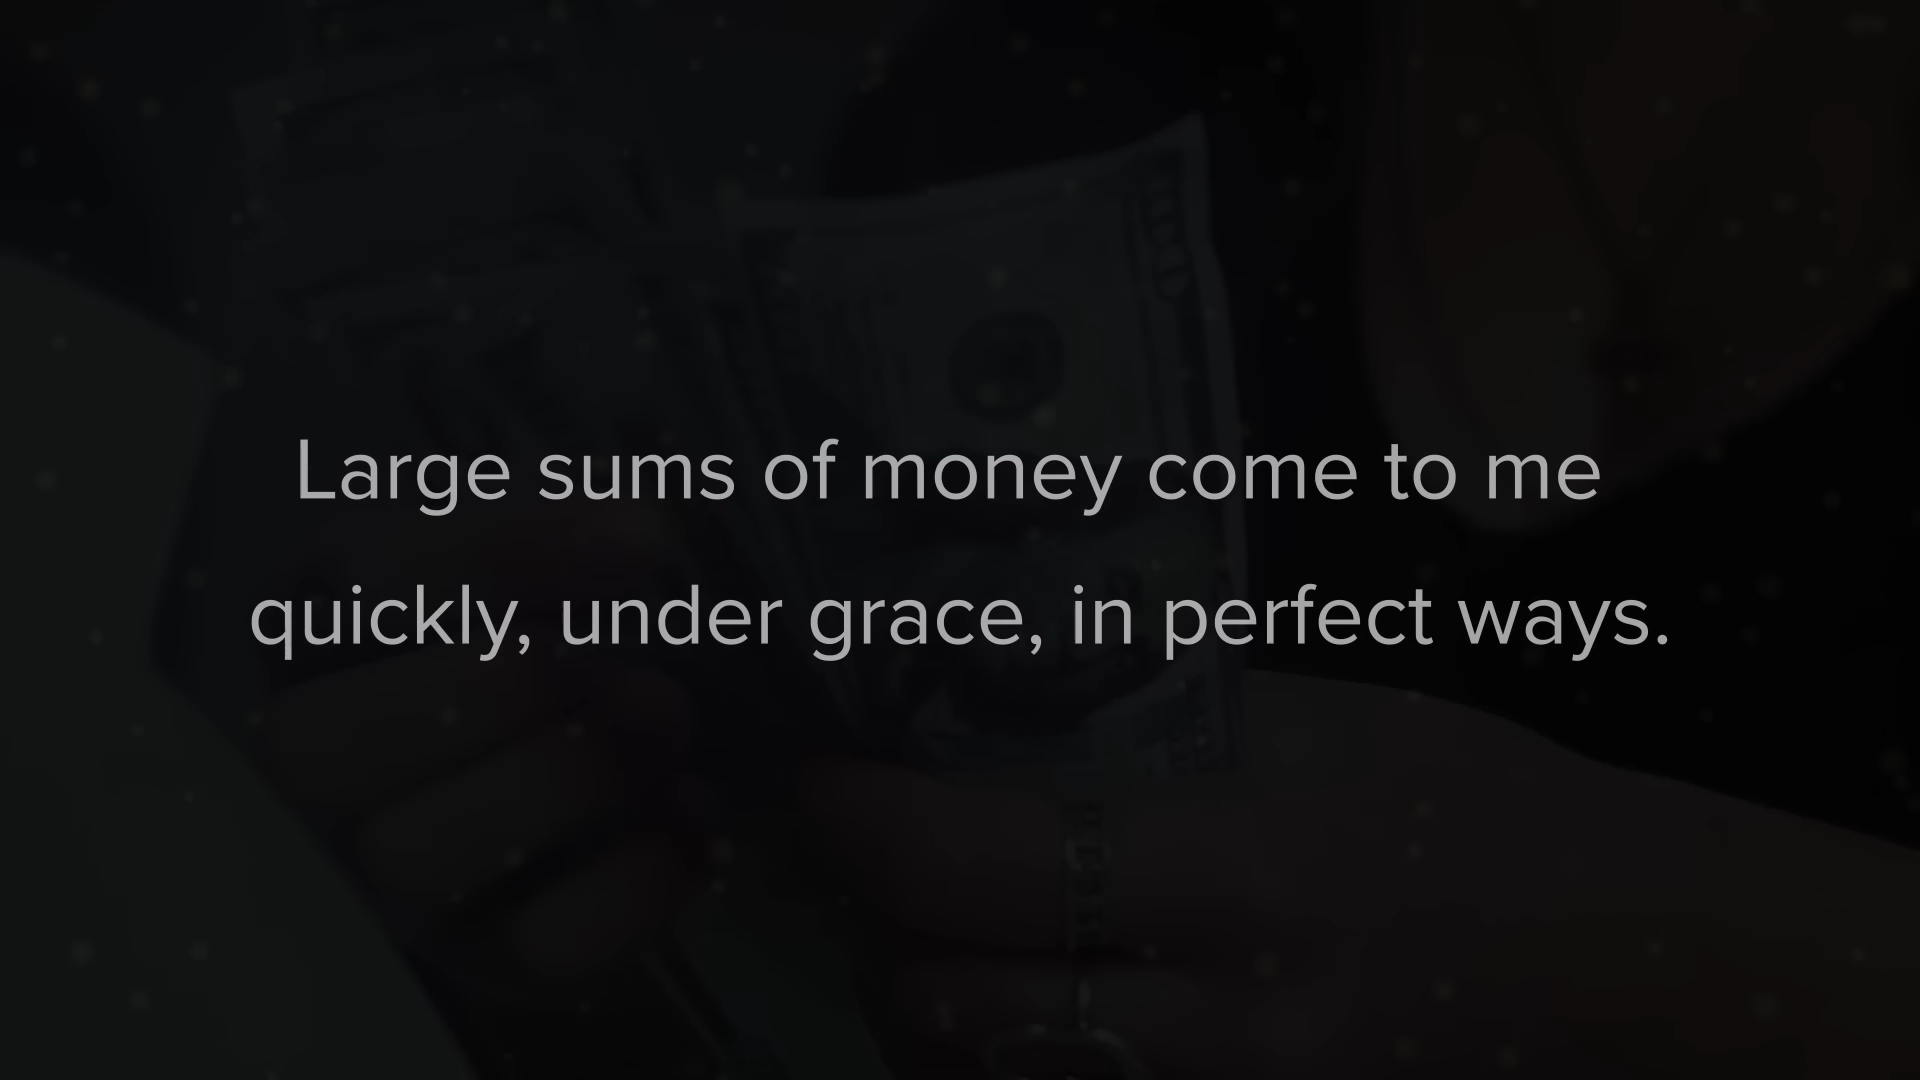 Large sums of money come to me
quickly, under grace, in perfect ways.